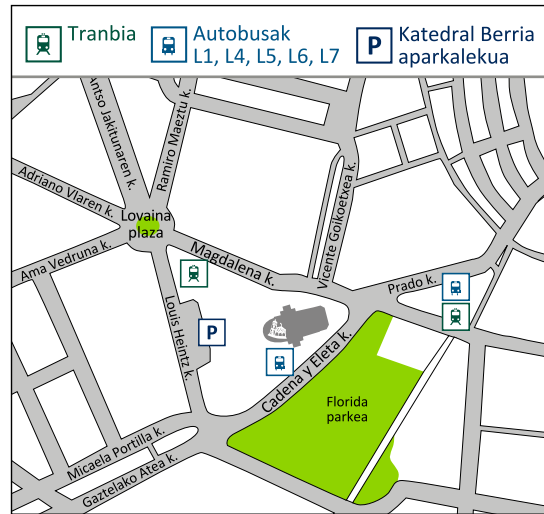 Tranbia
Autobusak
L1, L4, L5, L6, L7
P
Katedral Berria
aparkalekua
Antso Jakitunaren k.
Ramiro Maeztu k.
Adriano VIaren k.
Lovaina
plaza
Ama Vedruna k.
Magdalena k.
Vicente Goikoetxea k.
Prado k.
Louis Heintz k.
P
Cadena y Eleta k.
Florida
parkea
Micaela Portilla k.
Gaztelako Atea k.